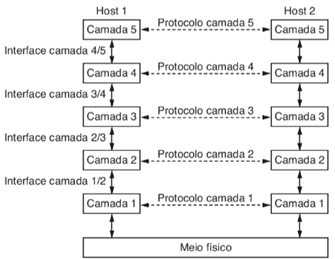 Host 1 Host 2
Camada 5 Protocolo camada 5 Camada 5
Interface camada 4/5
Camada 4 Protocolo camada 4 Camada 4
Interface camada 3/4
Camada 3 Protocolo camada 3 Camada 3
Interface camada 2/3
Camada 2 Protocolo camada 2 Camada 2
Interface camada 1/2
Camada 1 Protocolo camada 1 Camada 1
Meio físico